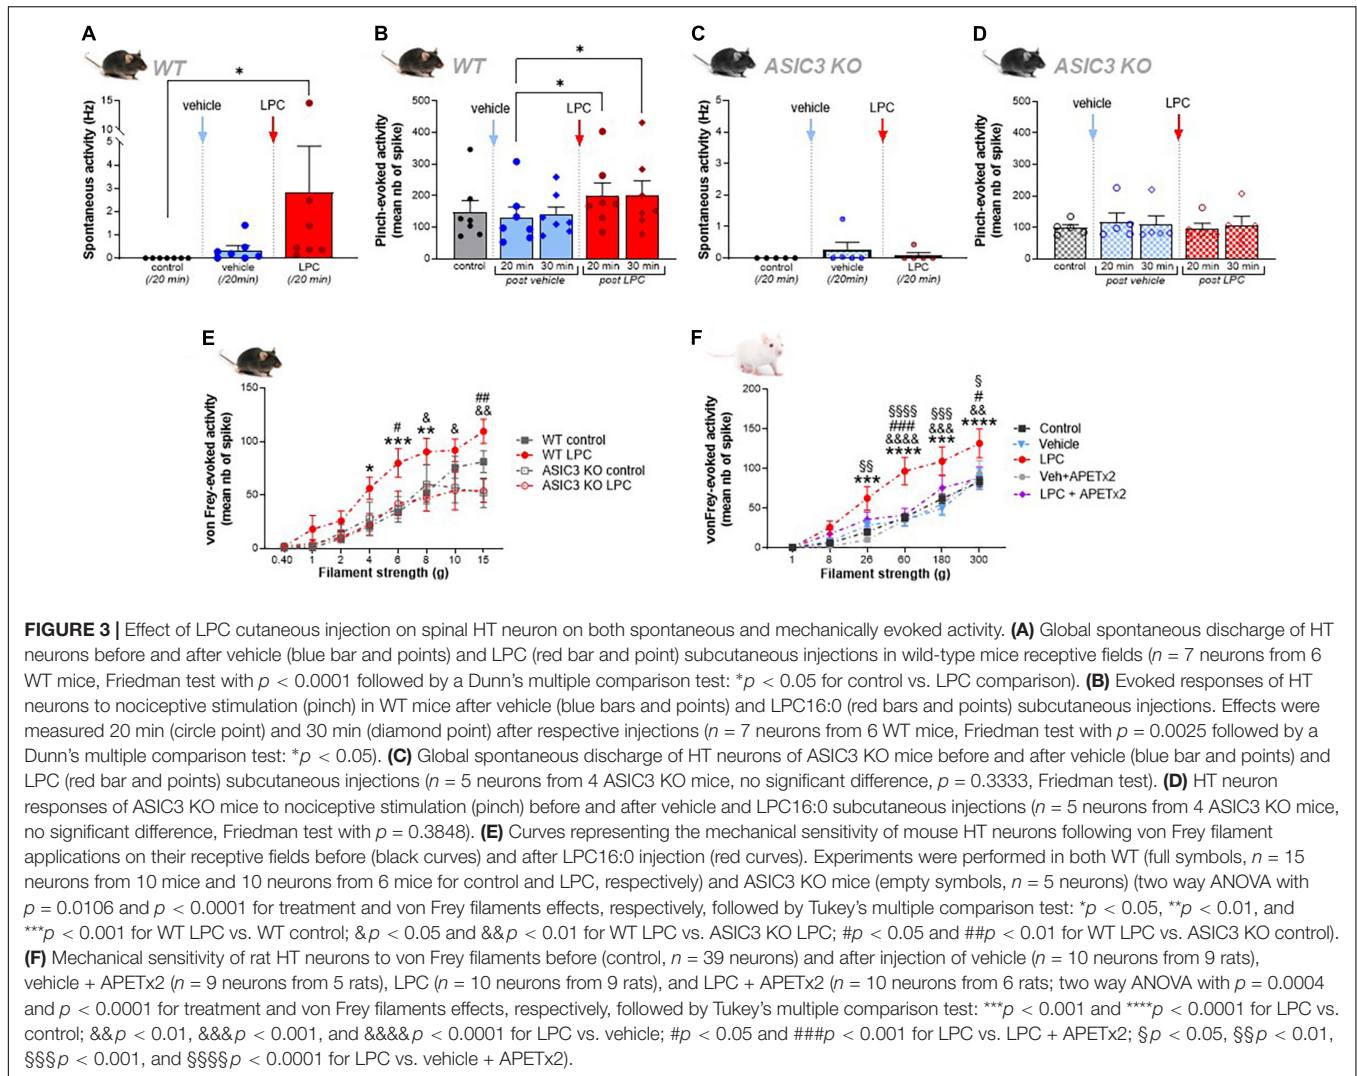 A
WT
*
vehicle
LPC
Spontaneous activity (Hz)
15
10
5
3
2
1
0
control
(/20 min)
vehicle
(/20min)
LPC
(/20 min)
B
WT
*
*
vehicle
LPC
Pinch-evoked activity
(mean nb of spike)
500
400
300
200
100
0
control
20 min
30 min
20 min
30 min
post vehicle
post LPC
C
ASIC3 KO
vehicle
LPC
Spontaneous activity (Hz)
5
4
3
2
1
0
control
(/20 min)
vehicle
(/20min)
LPC
(/20 min)
D
ASIC3 KO
vehicle
LPC
Pinch-evoked activity
(mean nb of spike)
500
400
300
200
100
0
control
20 min
30 min
20 min
30 min
post vehicle
post LPC
E
von Frey-evoked activity
(mean nb of spike)
150
100
50
0
*
#
***
&
**
&
##
&&
0.40
1
2
4
6
8
10
15
Filament strength (g)
WT control
WT LPC
ASIC3 KO control
ASIC3 KO LPC
F
vonFrey-evoked activity
(mean nb of spike)
200
150
100
50
0
§§
***
§§§§
###
&&&&
****
§§§
&&&
***
§
#
&&
****
1
8
26
60
180
300
Filament strength (g)
Control
Vehicle
LPC
Veh+APETx2
LPC + APETx2
FIGURE 3 | Effect of LPC cutaneous injection on spinal HT neuron on both spontaneous and mechanically evoked activity. (A) Global spontaneous discharge of HT
neurons before and after vehicle (blue bar and points) and LPC (red bar and point) subcutaneous injections in wild-type mice receptive fields (n = 7 neurons from 6
WT mice, Friedman test with p < 0.0001 followed by a Dunn's multiple comparison test: *p < 0.05 for control vs. LPC comparison). (B) Evoked responses of HT
neurons to nociceptive stimulation (pinch) in WT mice after vehicle (blue bars and points) and LPC16:0 (red bars and points) subcutaneous injections. Effects were
measured 20 min (circle point) and 30 min (diamond point) after respective injections (n = 7 neurons from 6 WT mice, Friedman test with p = 0.0025 followed by a
Dunn's multiple comparison test: *p < 0.05). (C) Global spontaneous discharge of HT neurons of ASIC3 KO mice before and after vehicle (blue bar and points) and
LPC (red bar and points) subcutaneous injections (n = 5 neurons from 4 ASIC3 KO mice, no significant difference, p = 0.3333, Friedman test). (D) HT neuron
responses of ASIC3 KO mice to nociceptive stimulation (pinch) before and after vehicle and LPC16:0 subcutaneous injections (n = 5 neurons from 4 ASIC3 KO mice,
no significant difference, Friedman test with p = 0.3848). (E) Curves representing the mechanical sensitivity of mouse HT neurons following von Frey filament
applications on their receptive fields before (black curves) and after LPC16:0 injection (red curves). Experiments were performed in both WT (full symbols, n = 15
neurons from 10 mice and 10 neurons from 6 mice for control and LPC, respectively) and ASIC3 KO mice (empty symbols, n = 5 neurons) (two way ANOVA with
p = 0.0106 and p < 0.0001 for treatment and von Frey filaments effects, respectively, followed by Tukey's multiple comparison test: *p < 0.05, **p < 0.01, and
***p < 0.001 for WT LPC vs. WT control; &p < 0.05 and &&p < 0.01 for WT LPC vs. ASIC3 KO LPC; #p < 0.05 and ##p < 0.01 for WT LPC vs. ASIC3 KO control).
(F) Mechanical sensitivity of rat HT neurons to von Frey filaments before (control, n = 39 neurons) and after injection of vehicle (n = 10 neurons from 9 rats),
vehicle + APETx2 (n = 9 neurons from 5 rats), LPC (n = 10 neurons from 9 rats), and LPC + APETx2 (n = 10 neurons from 6 rats; two way ANOVA with p = 0.0004
and p < 0.0001 for treatment and von Frey filaments effects, respectively, followed by Tukey's multiple comparison test: ***p < 0.001 and ****p < 0.0001 for LPC vs.
control; &&p < 0.01, &&&p < 0.001, and &&&&p < 0.0001 for LPC vs. vehicle; #p < 0.05 and ###p < 0.001 for LPC vs. LPC + APETx2; §p < 0.05, §§p < 0.01,
§§§p < 0.001, and §§§§p < 0.0001 for LPC vs. vehicle + APETx2).